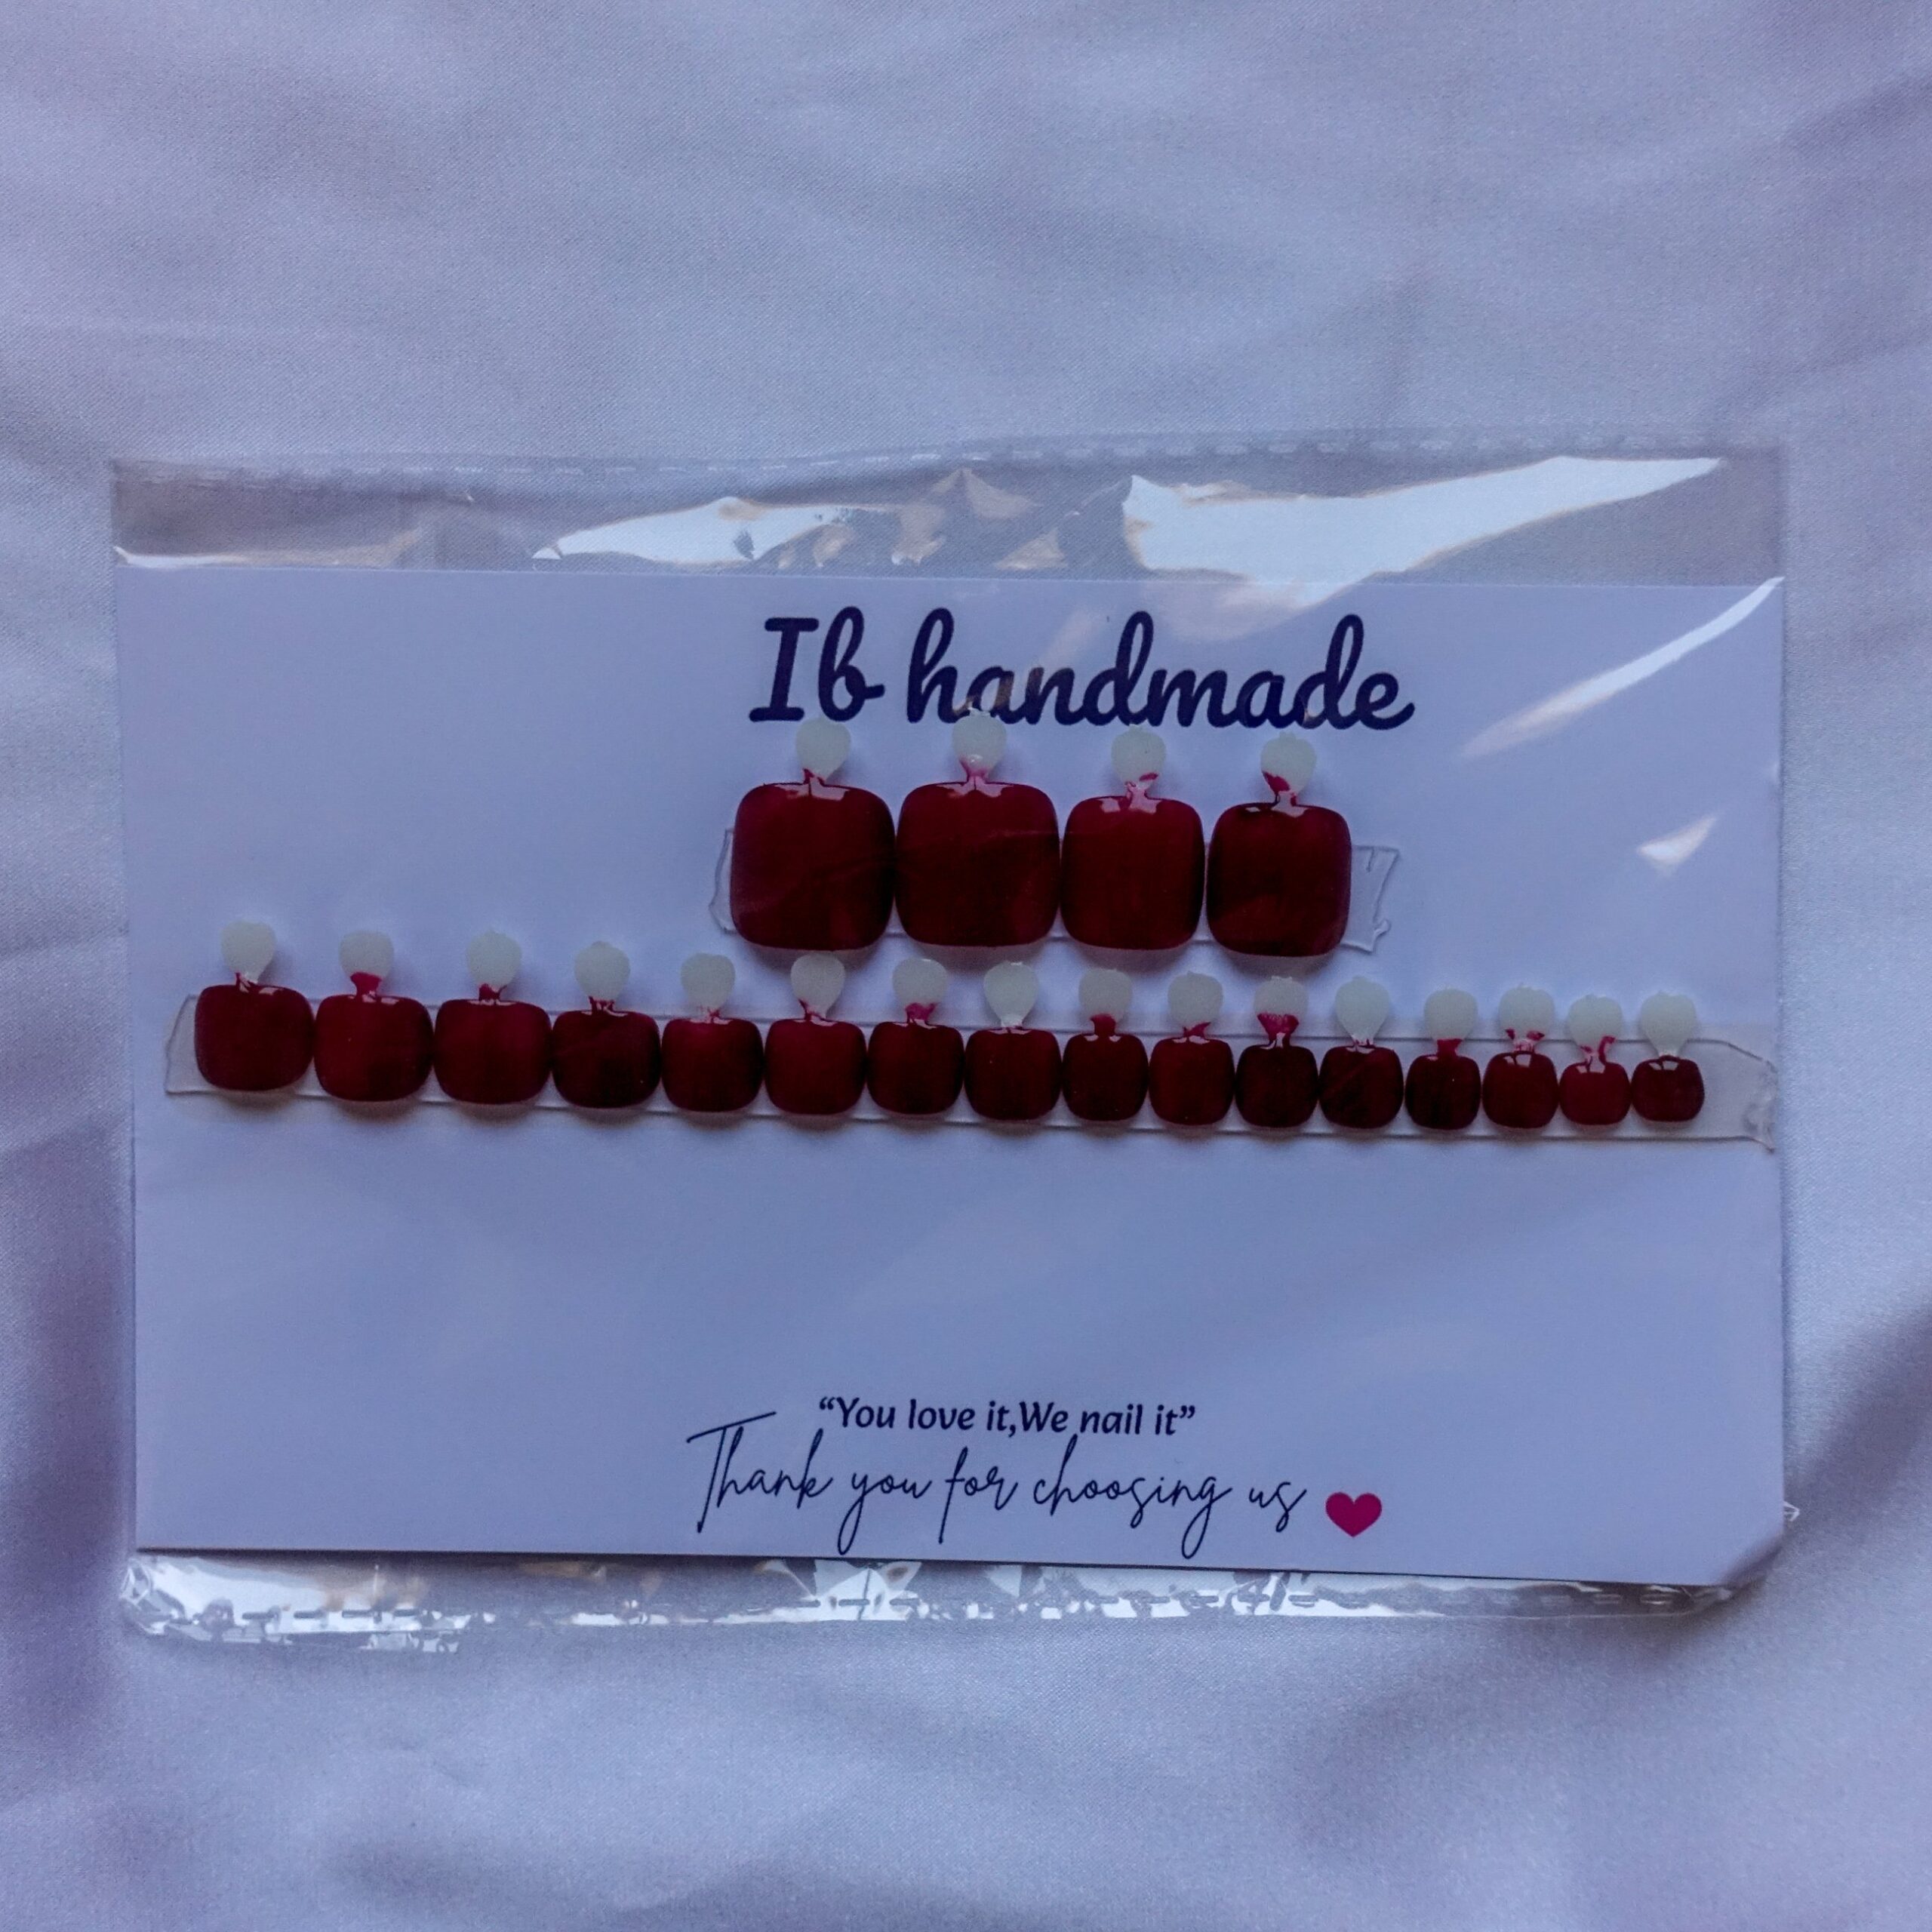 Ib handmade
“You love it,We nail it”
Thank you for choosing us